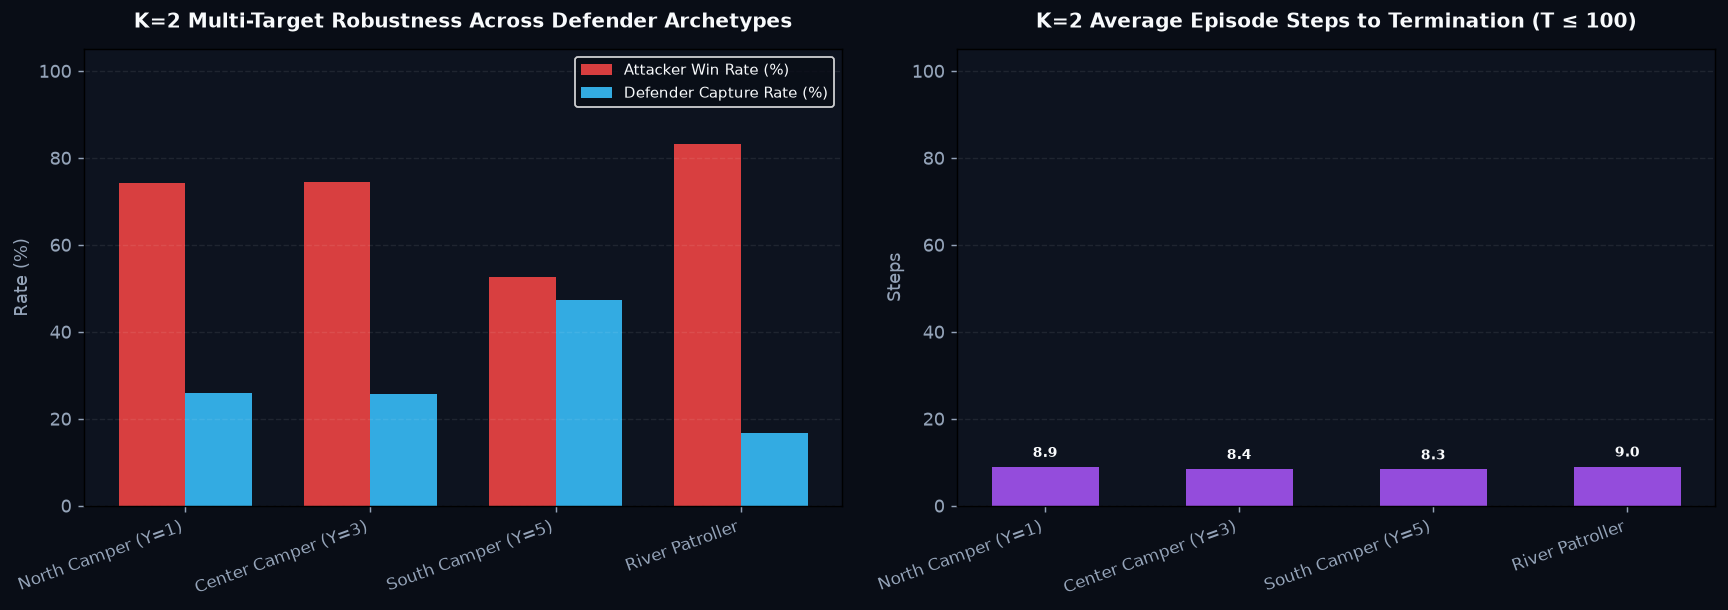 K=2 Multi-Target Robustness Across Defender Archetypes
Attacker Win Rate (%)
Defender Capture Rate (%)
Rate (%)
100
80
60
40
20
0
North Camper (Y=1)
Center Camper (Y=3)
South Camper (Y=5)
River Patroller
K=2 Average Episode Steps to Termination (T ≤ 100)
Steps
100
80
60
40
20
0
8.9
8.4
8.3
9.0
North Camper (Y=1)
Center Camper (Y=3)
South Camper (Y=5)
River Patroller